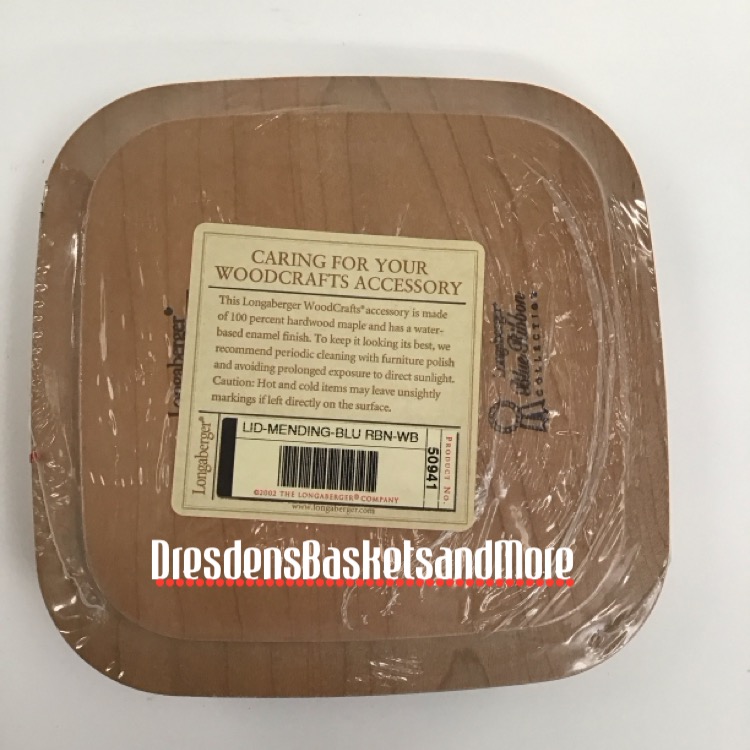 CARING FOR YOUR
WOODCRAFTS ACCESSORY
This Longaberger WoodCrafts® accessory is made
of 100 percent hardwood maple and has a water-
based enamel finish. To keep it looking its best, we
recommend periodic cleaning with furniture polish
and avoiding prolonged exposure to direct sunlight.
Caution: Hot and cold items may leave unsightly
markings if left directly on the surface.
Longaberger®
LID-MENDING-BLU RBN-WB
©2002 THE LONGABERGER® COMPANY
PRODUCT NO.
50941
www.longaberger.com
Longaberger®
Longaberger®
Blue Ribbon
COLLECTION
DresdensBasketsandMore